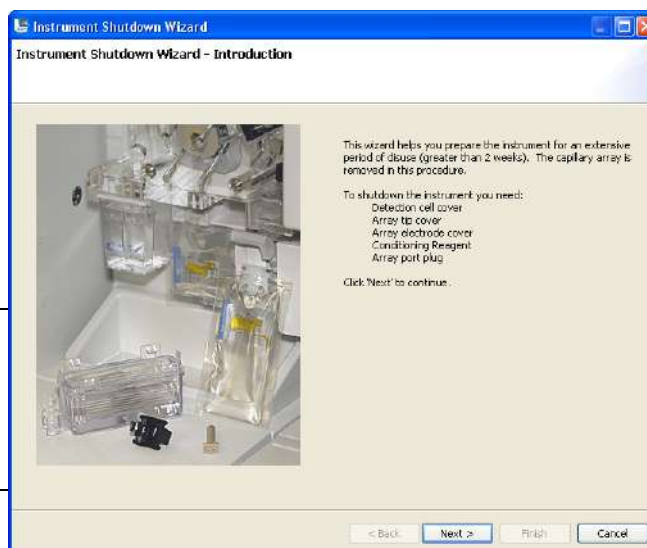 Instrument Shutdown Wizard
Instrument Shutdown Wizard - Introduction
This wizard helps you prepare the instrument for an extensive
period of disuse (greater than 2 weeks). The capillary array is
removed in this procedure.
To shutdown the instrument you need:
Detection cell cover
Array tip cover
Array electrode cover
Conditioning Reagent
Array port plug
Click 'Next' to continue.
< Back
Next >
Finish
Cancel